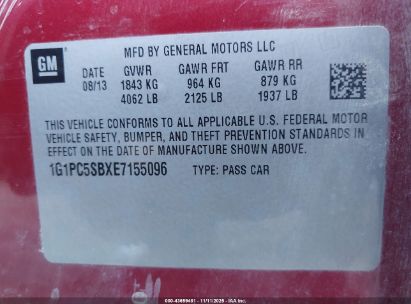 GM
MFD BY GENERAL MOTORS LLC
DATE GVWR GAWR FRT GAWR RR
08/13 1843 KG 964 KG 879 KG
4062 LB 2125 LB 1937 LB
THIS VEHICLE CONFORMS TO ALL APPLICABLE U.S. FEDERAL MOTOR
VEHICLE SAFETY, BUMPER, AND THEFT PREVENTION STANDARDS IN
EFFECT ON THE DATE OF MANUFACTURE SHOWN ABOVE.
1G1PC5SBXE7155096 TYPE: PASS CAR